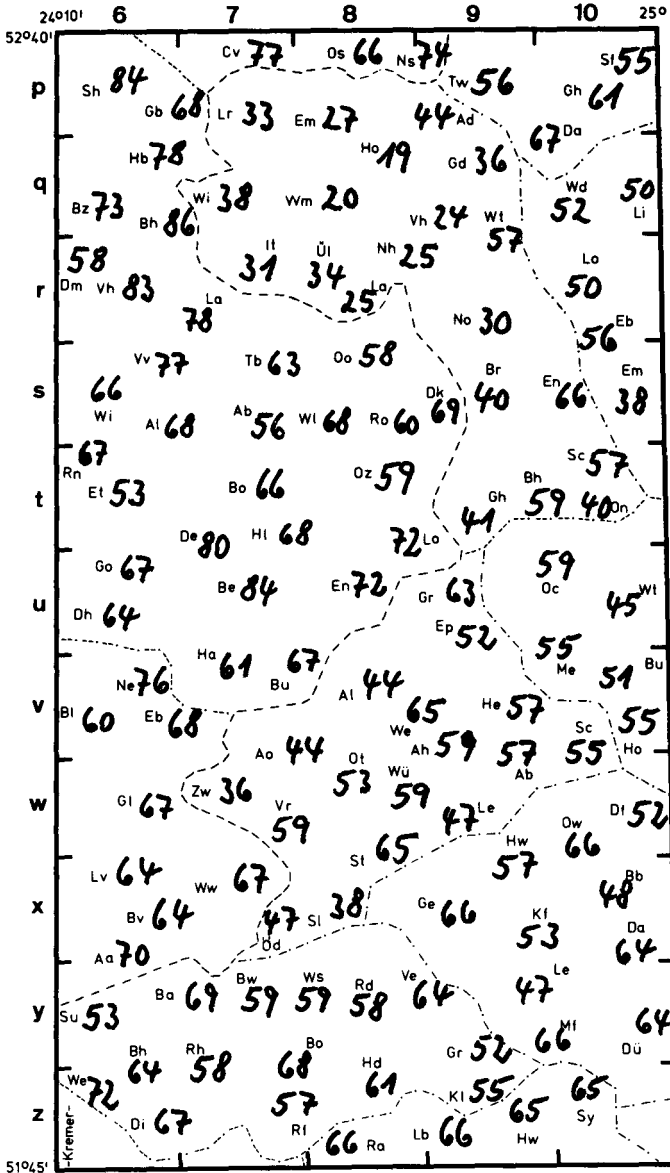 6 7 8 9 10
24°10' 25°
52°40'
Cv 77 Os 66 Ns 74 Sf 55
p Sh 84 Tw 56 Gh 61
Gb 68 Lr 33 Em 27 44 Ad 67 Da
Hb 78 Ho 19 Gd 36
q Bz 73 Bh 86 Wi 38 Wm 20 Vh 24 Wt 57 Wd 52 50 Li
58 Dm It 31 Ül 34 Nh 25 Lo 50
r Vh 83 La 78 25 La No 30 56 Eb
Vv 77 Tb 63 Oo 58 Br 40 En 66 Em 38
s 66 Wi Al 68 Ab 56 Wl 68 Ro 60 Dk 69
67 Rn Sc 57
t Et 53 Bo 66 Oz 59 Gh 41 Bh 59 40 On
De 80 Hl 68 72 Lo
Go 67 59 Oc
u Dh 64 Be 84 En 72 Gr 63 45 Wt
Ep 52 55 Me 51 Bu
Ne 76 Ha 61 67 Bu Al 44
v Bl 60 Eb 68 65 We He 57 Sc 55 55 Ho
Ao 44 Ot 53 Ah 59 57 Ab
w Gl 67 Zw 36 Vr 59 Wü 59 47 Le Df 52
St 65 Hw 57 Ow 66
Lv 64 Ww 67 Bb 48
x Bv 64 47 Od Sl 38 Ge 66 Kf 53 Da 64
Aa 70
y Su 53 Ba 69 Bw 59 Ws 59 Rd 58 Ve 64 47 Le 64 Dü
Gr 52 66 Mf
Bh 64 Rh 58 Bo 68 Hd 61
z We 72 Di 67 57 Rf Kl 55 65 Hw 65 Sy
66 Ra Lb 66
51°45'
-Kremer-